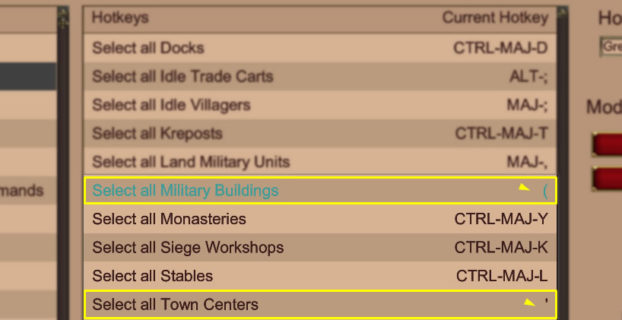 Hotkeys Current Hotkey Ho
Select all Docks CTRL-MAJ-D Gre
Select all Idle Trade Carts ALT-;
Select all Idle Villagers MAJ-; Mod
Select all Kreposts CTRL-MAJ-T
Select all Land Military Units MAJ-,
mands Select all Military Buildings (
Select all Monasteries CTRL-MAJ-Y
Select all Siege Workshops CTRL-MAJ-K
Select all Stables CTRL-MAJ-L
Select all Town Centers '